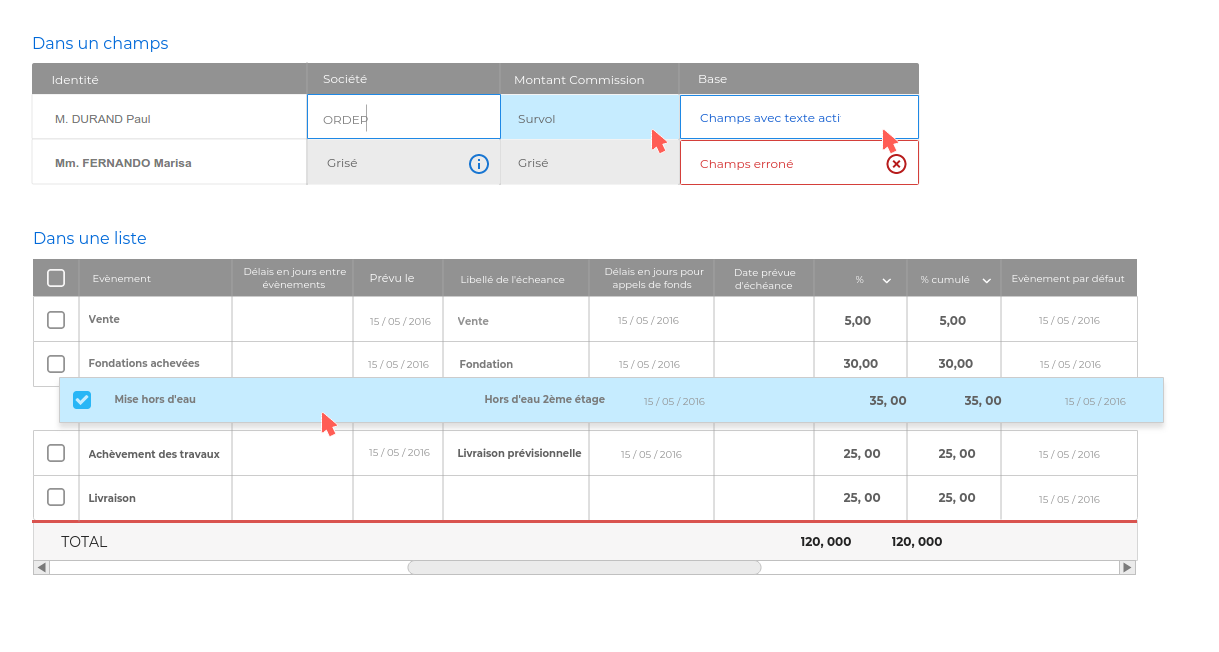 Dans un champs
Identité Société Montant Commission Base
M. DURAND Paul ORDEP Survol Champs avec texte acti
Mm. FERNANDO Marisa Grisé Grisé Champs erroné
Dans une liste
Evènement Délais en jours entre évènements Prévu le Libellé de l'écheance Délais en jours pour appels de fonds Date prévue d'échéance % % cumulé Evènement par défaut
Vente 15 / 05 / 2016 Vente 15 / 05 / 2016 5,00 5,00 15 / 05 / 2016
Fondations achevées 15 / 05 / 2016 Fondation 15 / 05 / 2016 30,00 30,00 15 / 05 / 2016
Mise hors d'eau Hors d'eau 2ème étage 15 / 05 / 2016 35, 00 35, 00 15 / 05 / 2016
Achèvement des travaux 15 / 05 / 2016 Livraison prévisionnelle 15 / 05 / 2016 25, 00 25, 00 15 / 05 / 2016
Livraison 25, 00 25, 00 15 / 05 / 2016
TOTAL 120, 000 120, 000